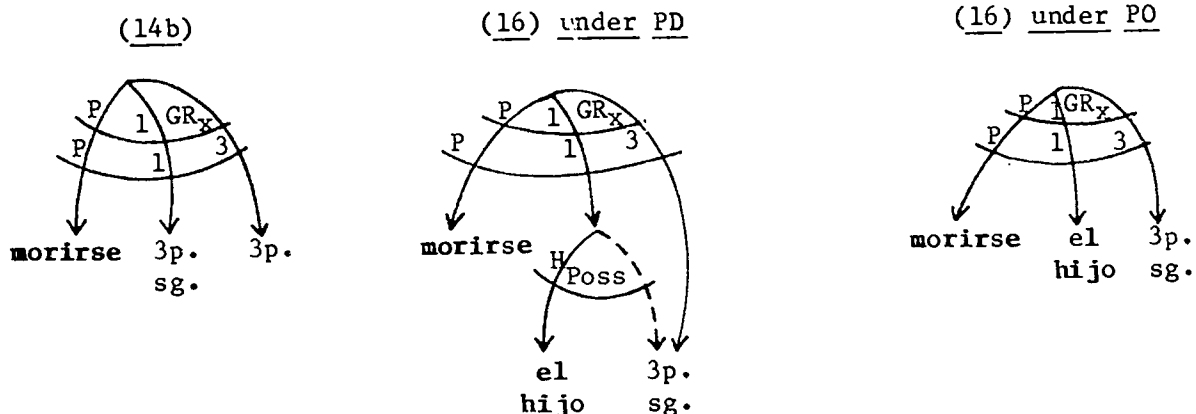 (14b)
P 1 GRx
P 1 3
morirse 3p. 3p.
sg.
(16) under PD
P 1 GRx
P 1 3
morirse
H Poss
el 3p.
hijo sg.
(16) under PO
P 1 GRx
P 1 3
morirse el 3p.
hijo sg.